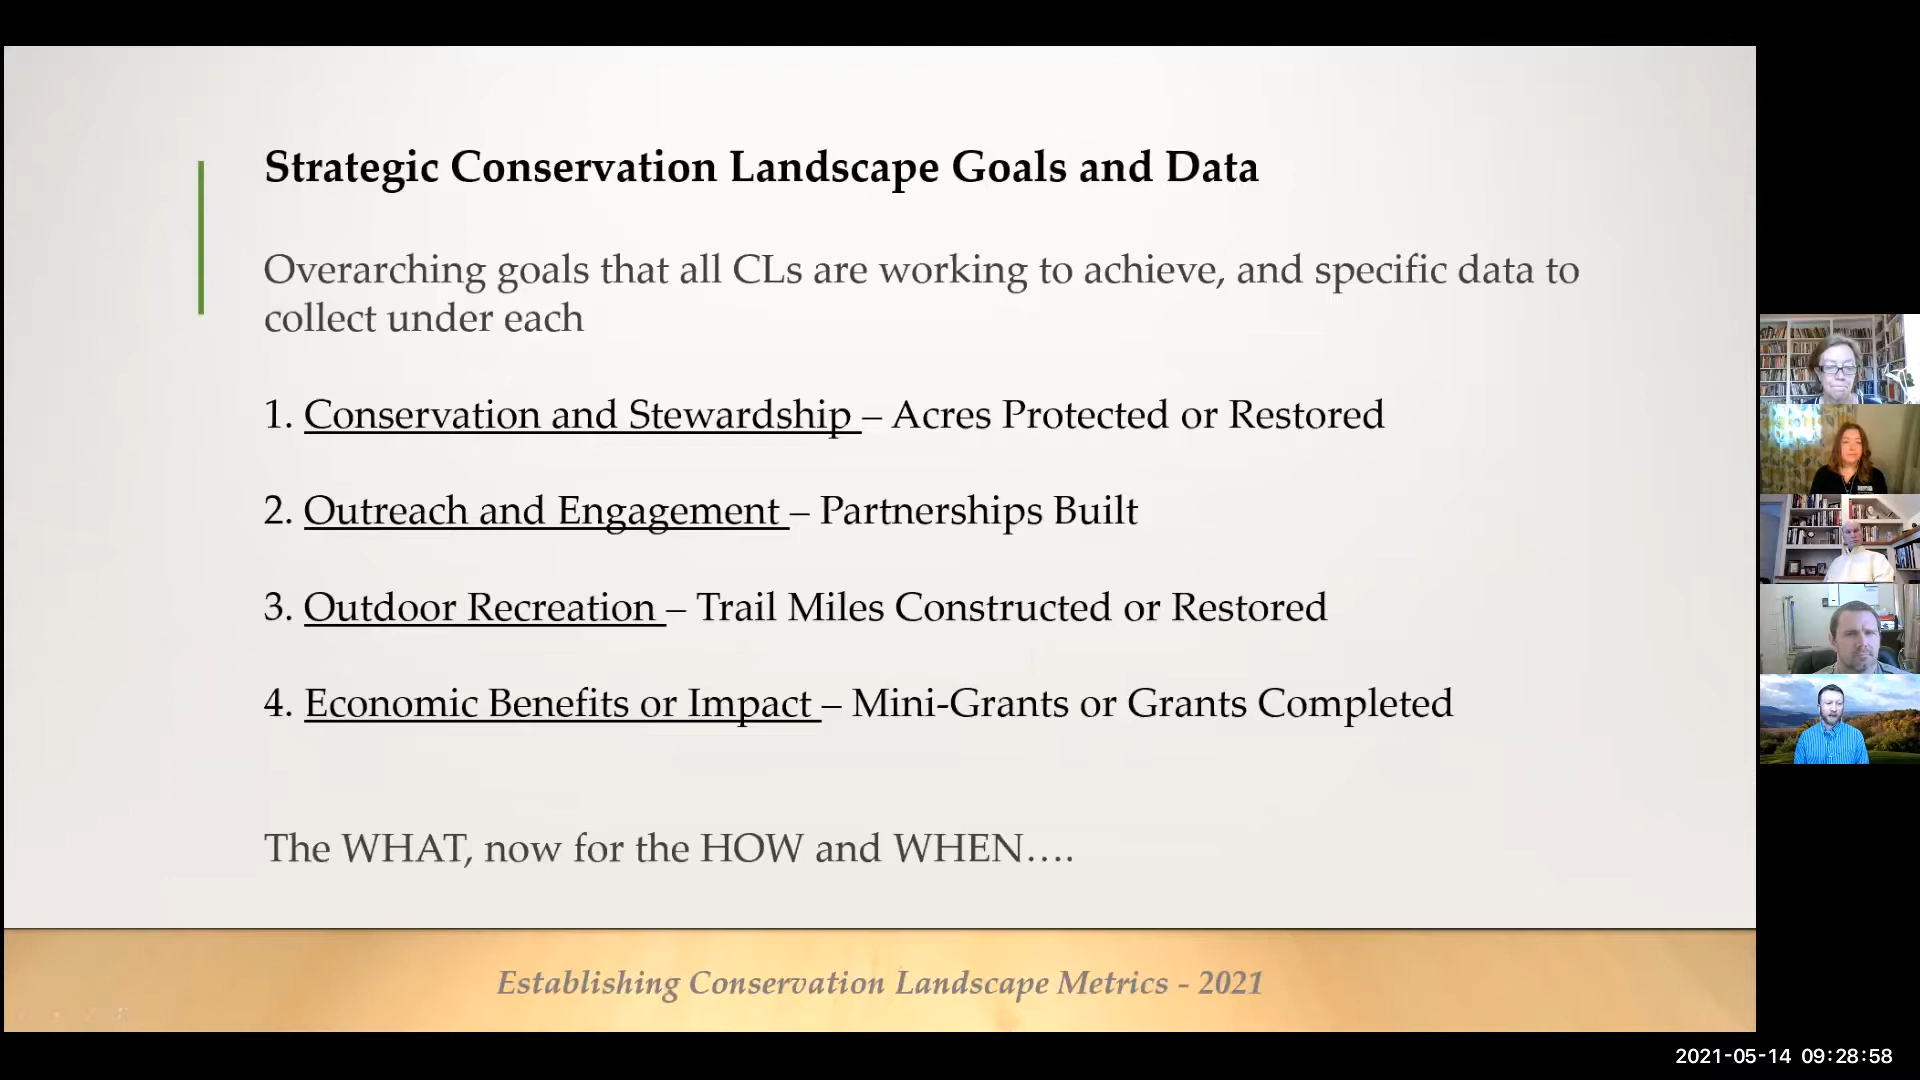 Strategic Conservation Landscape Goals and Data
Overarching goals that all CLs are working to achieve, and specific data to
collect under each
1. Conservation and Stewardship – Acres Protected or Restored
2. Outreach and Engagement – Partnerships Built
3. Outdoor Recreation – Trail Miles Constructed or Restored
4. Economic Benefits or Impact – Mini-Grants or Grants Completed
The WHAT, now for the HOW and WHEN….
Establishing Conservation Landscape Metrics - 2021
2021-05-14 09:28:58